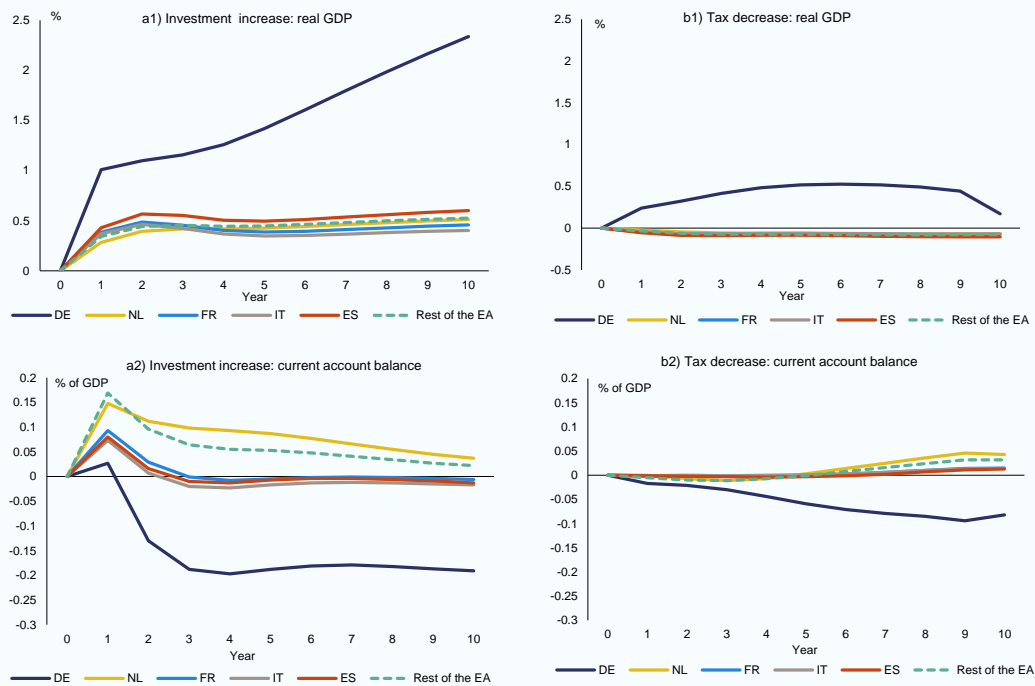 a1) Investment increase: real GDP
%
2.5
2
1.5
1
0.5
0
0 1 2 3 4 5 6 7 8 9 10
Year
DE NL FR IT ES Rest of the EA
b1) Tax decrease: real GDP
%
2.5
2
1.5
1
0.5
0
-0.5
0 1 2 3 4 5 6 7 8 9 10
Year
DE NL FR IT ES Rest of the EA
a2) Investment increase: current account balance
% of GDP
0.2
0.15
0.1
0.05
0
-0.05
-0.1
-0.15
-0.2
-0.25
-0.3
0 1 2 3 4 5 6 7 8 9 10
Year
DE NL FR IT ES Rest of the EA
b2) Tax decrease: current account balance
% of GDP
0.2
0.15
0.1
0.05
0
-0.05
-0.1
-0.15
-0.2
-0.25
-0.3
0 1 2 3 4 5 6 7 8 9 10
Year
DE NL FR IT ES Rest of the EA